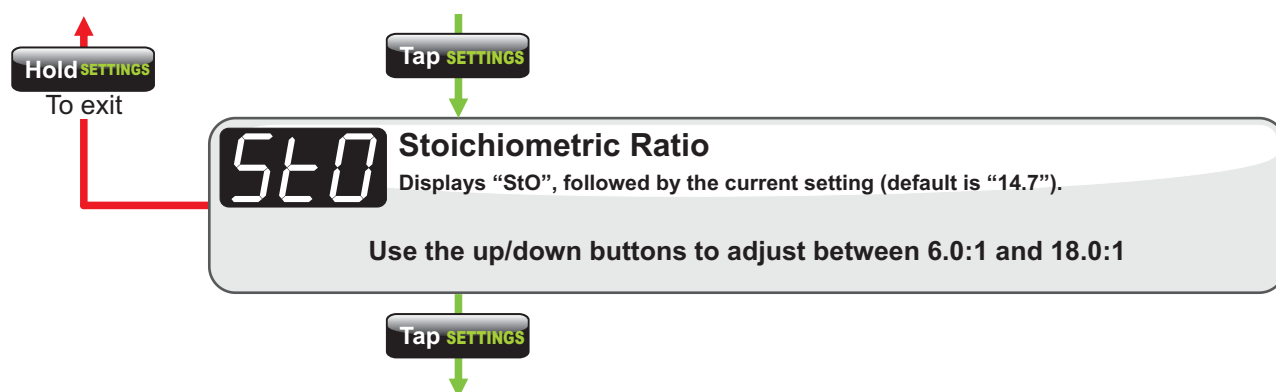 Hold SETTINGS
To exit
Tap SETTINGS
StO
Stoichiometric Ratio
Displays “StO”, followed by the current setting (default is “14.7”).
Use the up/down buttons to adjust between 6.0:1 and 18.0:1
Tap SETTINGS